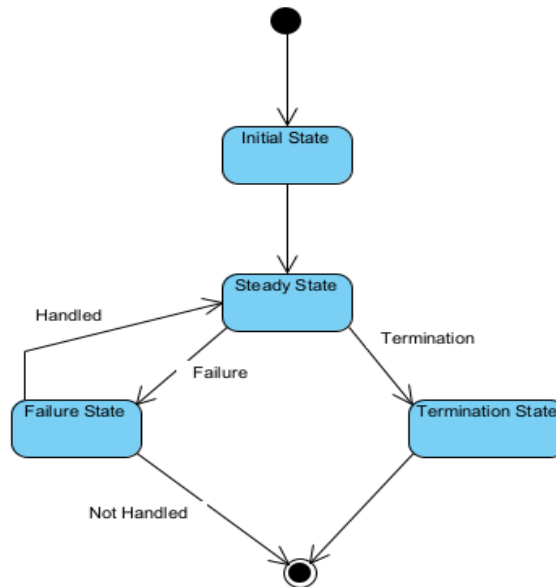 Initial State
Steady State
Handled
Termination
Failure
Failure State
Termination State
Not Handled